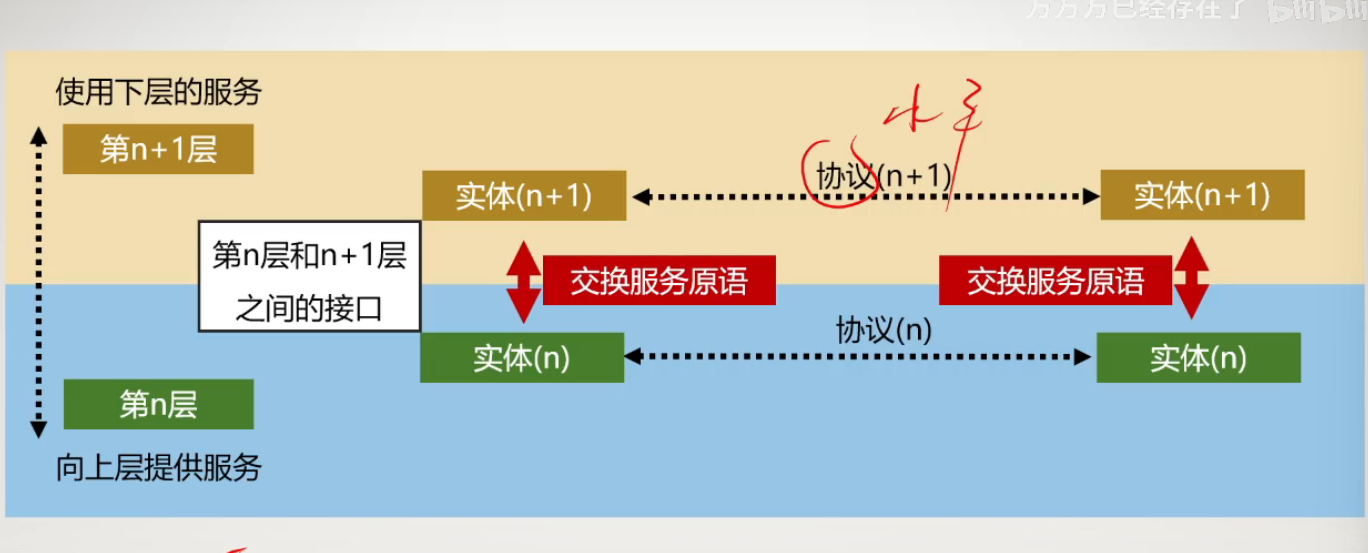 万万万已经存在了 bilibili
使用下层的服务
第n+1层
水平
协议(n+1)
实体(n+1)
实体(n+1)
第n层和n+1层
之间的接口
交换服务原语
交换服务原语
协议(n)
实体(n)
实体(n)
第n层
向上层提供服务